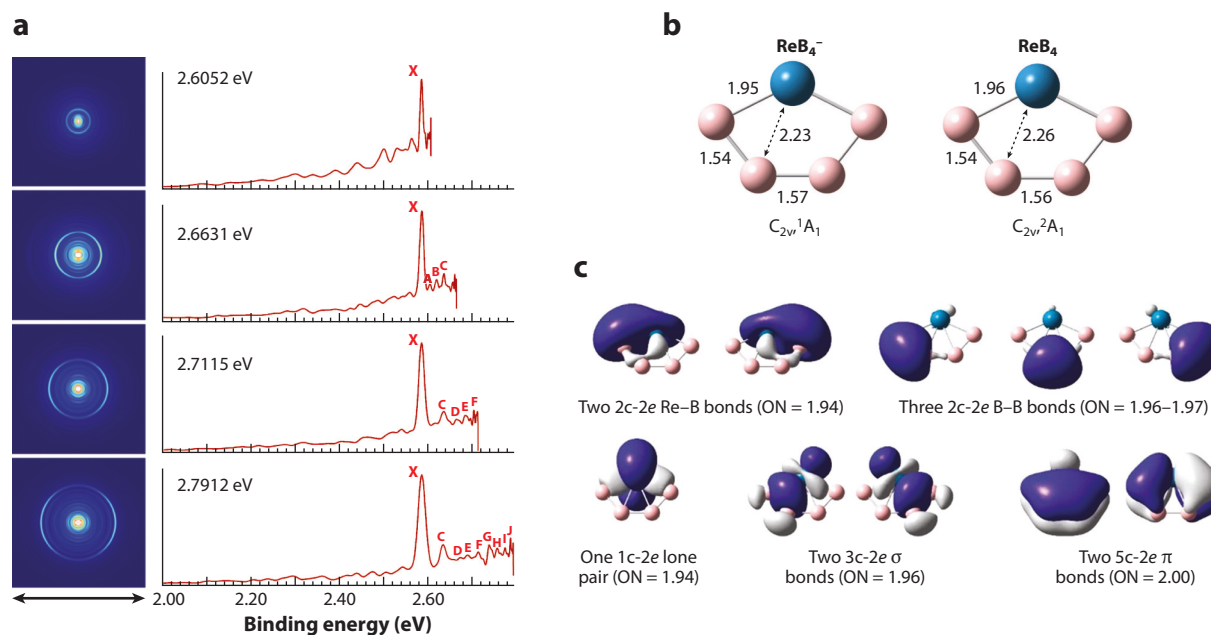 a
2.6052 eV
X
2.6631 eV
X
A
B
C
2.7115 eV
X
C
D
E
F
2.7912 eV
X
C
D
E
F
G
H
I
J
2.00 2.20 2.40 2.60
Binding energy (eV)
b
ReB₄⁻
1.95
2.23
1.54
1.57
C₂ᵥ,¹A₁
ReB₄
1.96
2.26
1.54
1.56
C₂ᵥ,²A₁
c
Two 2c-2e Re–B bonds (ON = 1.94)
Three 2c-2e B–B bonds (ON = 1.96–1.97)
One 1c-2e lone
pair (ON = 1.94)
Two 3c-2e σ
bonds (ON = 1.96)
Two 5c-2e π
bonds (ON = 2.00)